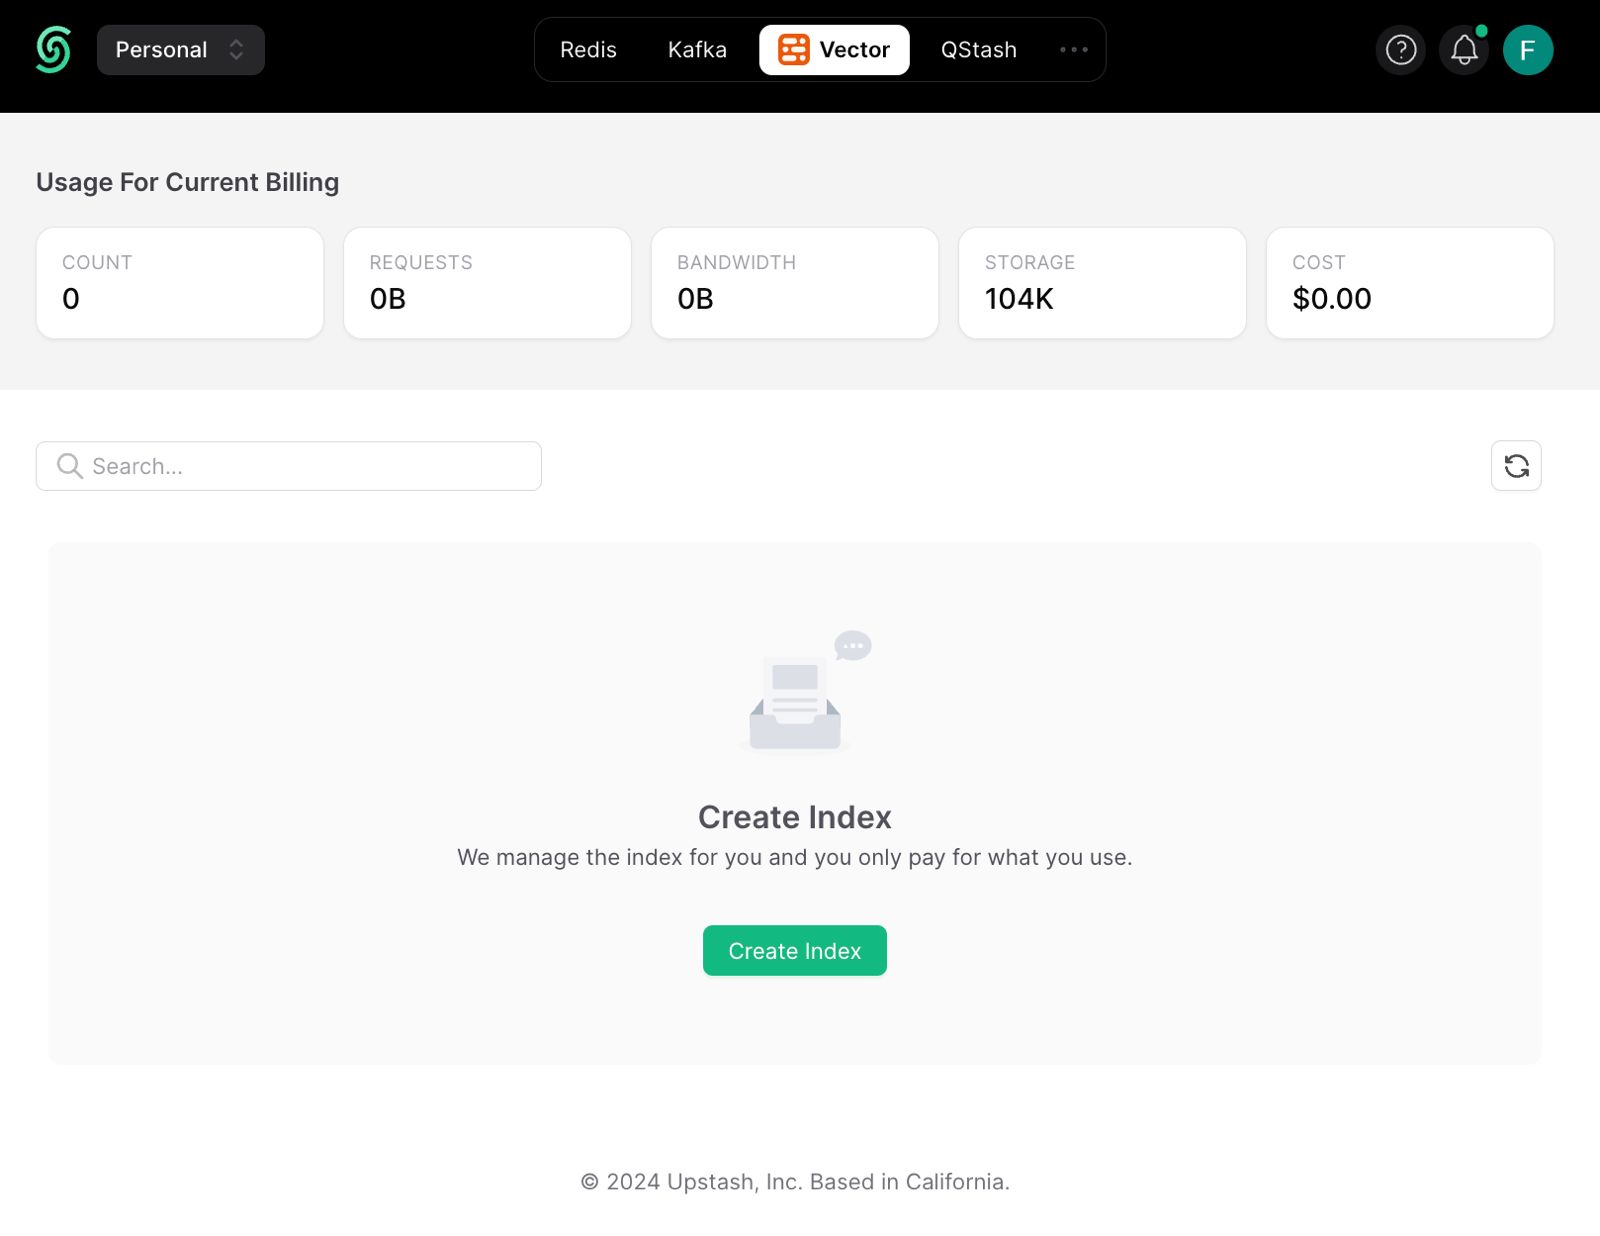 Personal
Redis
Kafka
Vector
QStash
F
Usage For Current Billing
COUNT
0
REQUESTS
0B
BANDWIDTH
0B
STORAGE
104K
COST
$0.00
Search...
Create Index
We manage the index for you and you only pay for what you use.
Create Index
© 2024 Upstash, Inc. Based in California.